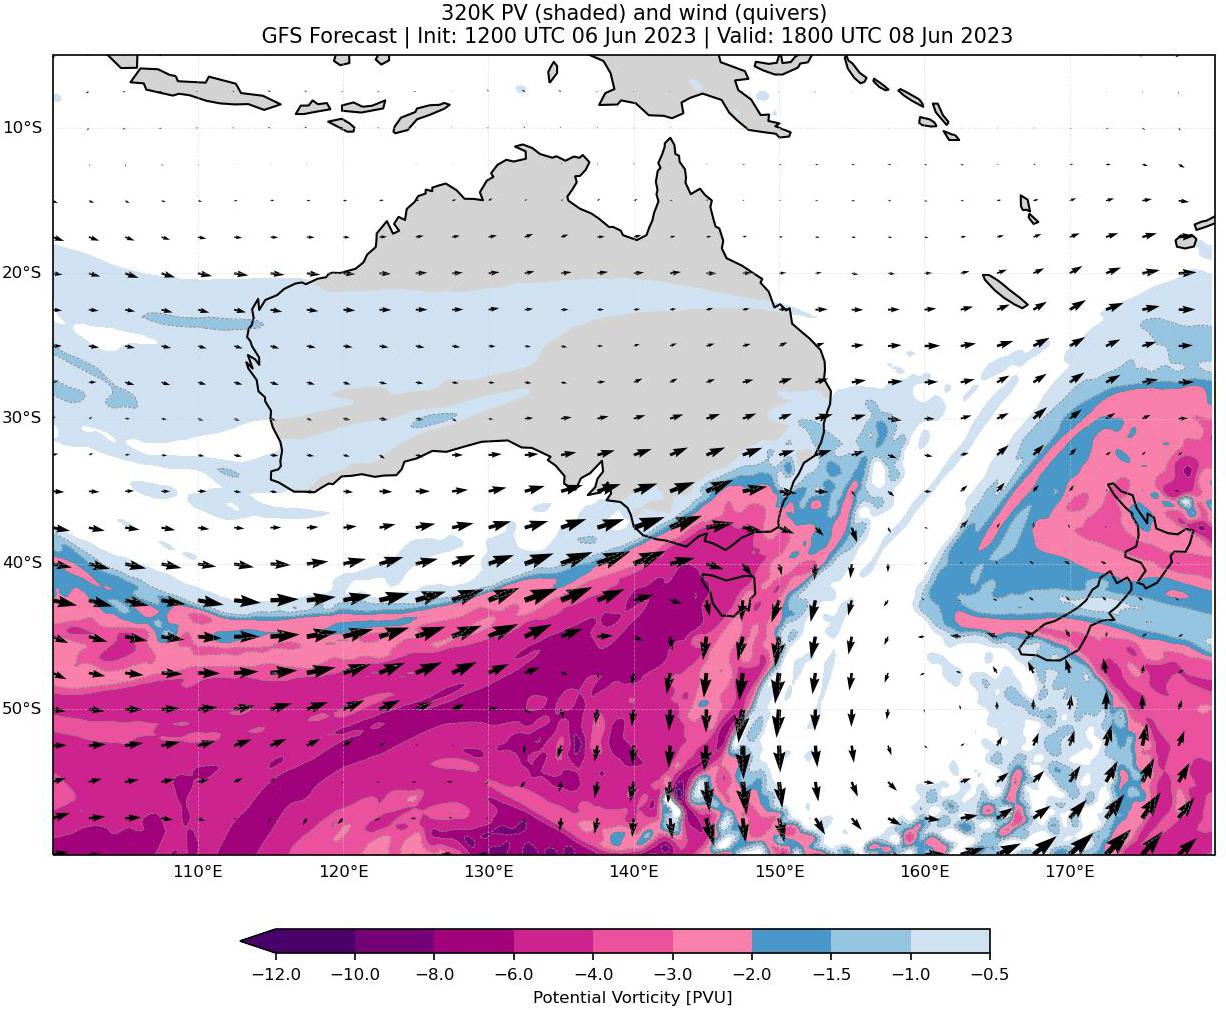 320K PV (shaded) and wind (quivers)
GFS Forecast | Init: 1200 UTC 06 Jun 2023 | Valid: 1800 UTC 08 Jun 2023
10°S
20°S
30°S
40°S
50°S
110°E 120°E 130°E 140°E 150°E 160°E 170°E
−12.0 −10.0 −8.0 −6.0 −4.0 −3.0 −2.0 −1.5 −1.0 −0.5
Potential Vorticity [PVU]